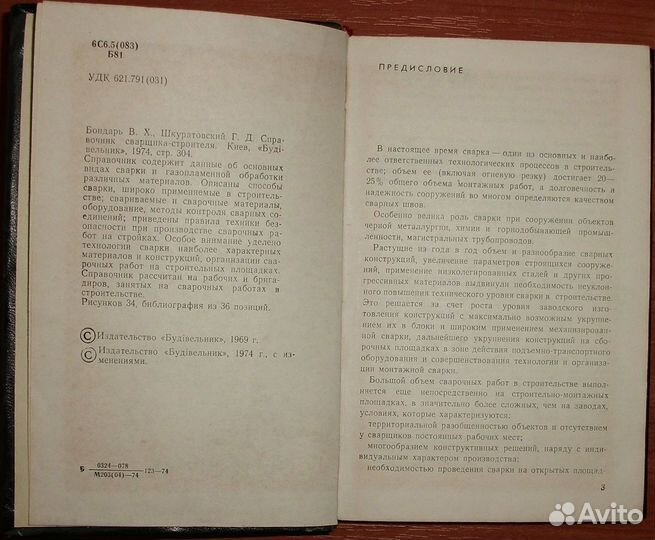 6С6.5(083)
Б81
УДК 621.791(031)
Бондарь В. Х., Шкуратовский Г. Д. Спра-
вочник сварщика-строителя. Киев, «Буді-
вельник», 1974, стр. 304.
Справочник содержит данные об основных
видах сварки и газопламенной обработки
различных материалов. Описаны способы
сварки, широко применяемые в строитель-
стве; свариваемые и сварочные материалы,
оборудование, методы контроля сварных со-
единений; приведены правила техники без-
опасности при производстве сварочных ра-
бот на стройках. Особое внимание уделено
технологии сварки наиболее характерных
материалов и конструкций, организации сва-
рочных работ на строительных площадках.
Справочник рассчитан на рабочих и брига-
диров, занятых на сварочных работах в
строительстве.
Рисунков 34, библиография из 36 позиций.
© Издательство «Будівельник», 1969 г.
© Издательство «Будівельник», 1974 г., с из-
менениями.
Б 0324—078 123—74
М203(04)—74
ПРЕДИСЛОВИЕ
В настоящее время сварка — один из основных и наибо-
лее ответственных технологических процессов в строитель-
стве; объем ее (включая огневую резку) достигает 20—
25% общего объема монтажных работ, а долговечность и
надежность сооружений во многом определяются качеством
сварных швов.
Особенно велика роль сварки при сооружении объектов
черной металлургии, химии и горнодобывающей промыш-
ленности, магистральных трубопроводов.
Растущие из года в год объем и разнообразие сварных
конструкций, увеличение параметров строящихся сооруже-
ний, применение низколегированных сталей и других про-
грессивных материалов выдвинули необходимость неуклон-
ного повышения технического уровня сварки в строительстве.
Это решается за счет роста уровня заводского изго-
товления конструкций с максимально возможным укрупне-
нием их в блоки и широким применением механизирован-
ной сварки, дальнейшего укрупнения конструкций на сбо-
рочных площадках в зоне действия подъемно-транспортного
оборудования и совершенствования технологии и организа-
ции монтажной сварки.
Большой объем сварочных работ в строительстве выпол-
няется еще непосредственно на строительно-монтажных
площадках, в значительно более сложных, чем на заводах,
условиях, которые характеризуются:
территориальной разобщенностью объектов и отсутствием
у сварщиков постоянных рабочих мест;
многообразием конструктивных решений, наряду с ин-
дивидуальным характером производства;
необходимостью проведения сварки на открытых площад-
3
Avito